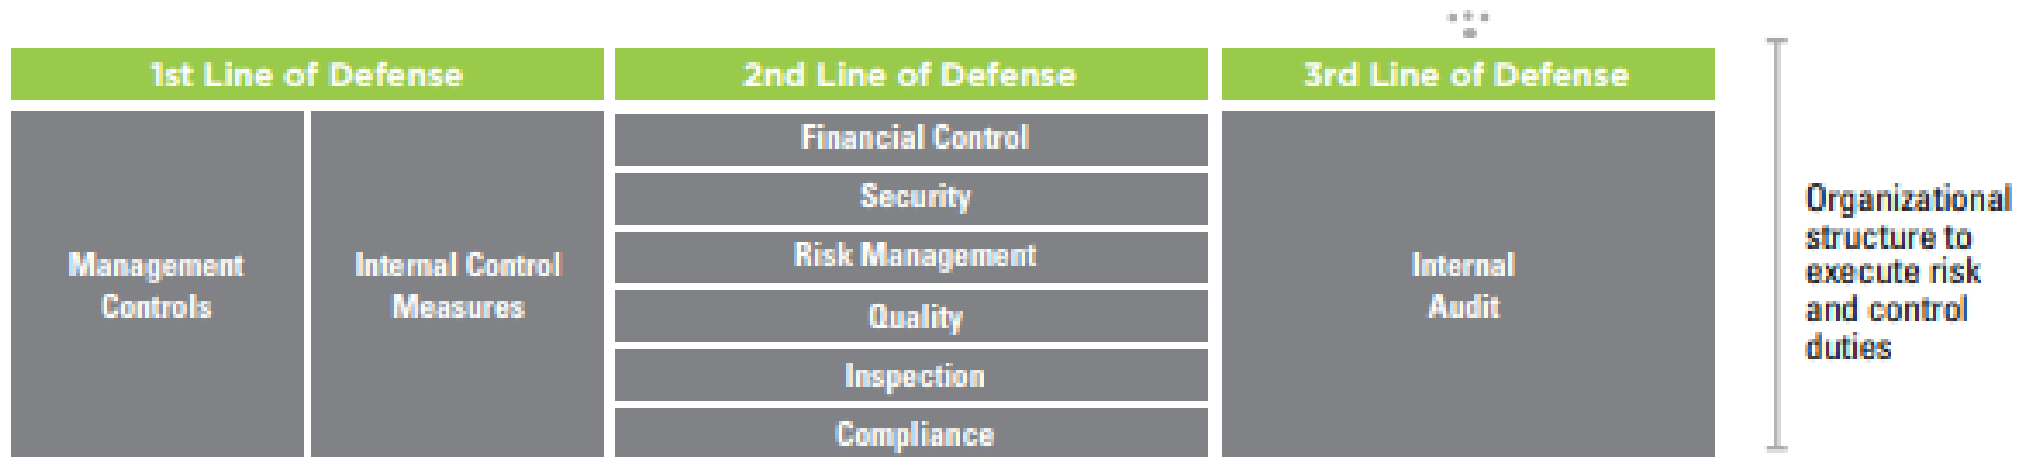 1st Line of Defense
2nd Line of Defense
3rd Line of Defense
Management
Controls
Internal Control
Measures
Financial Control
Security
Risk Management
Quality
Inspection
Compliance
Internal
Audit
Organizational
structure to
execute risk
and control
duties